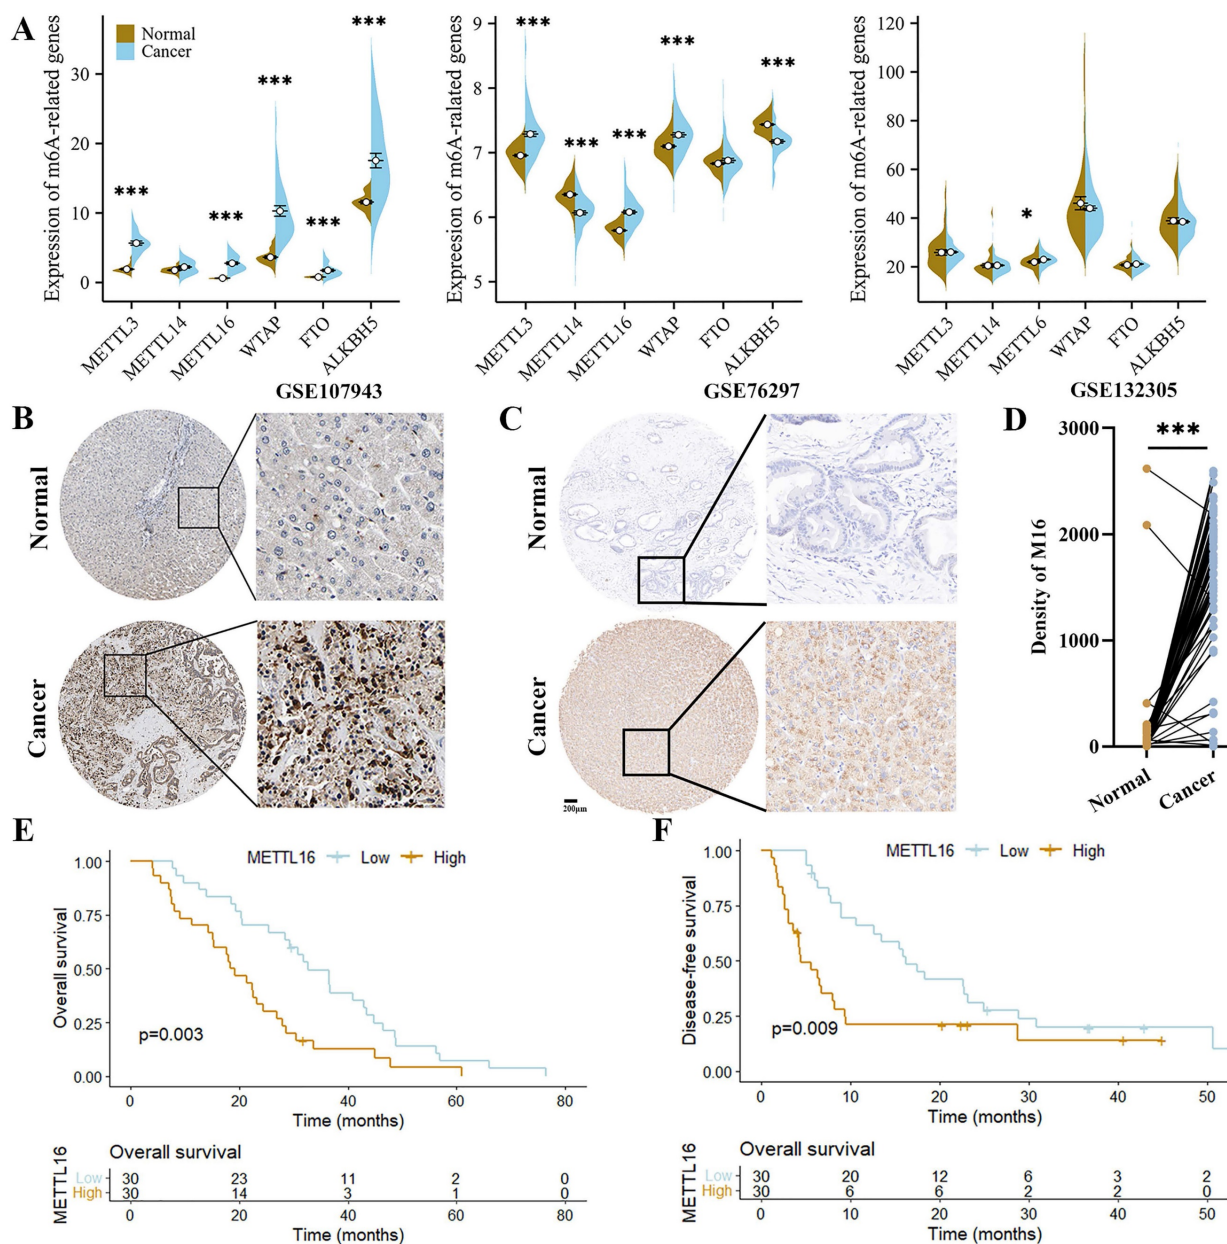 A
Expression of m6A-related genes
Normal
Cancer
***
***
***
***
***
30
20
10
0
METTL3
METTL14
METTL16
WTAP
FTO
ALKBH5
GSE107943
Expreesion of m6A-ralated genes
***
***
***
***
***
9
8
7
6
5
METTL3
METTL14
METTL16
WTAP
FTO
ALKBH5
GSE76297
Expression of m6A-related genes
*
120
100
80
60
40
20
METTL3
METTL14
METTL6
WTAP
FTO
ALKBH5
GSE132305
B
Normal
Cancer
C
Normal
Cancer
200μm
D
Density of M16
***
3000
2000
1000
0
Normal
Cancer
E
METTL16 Low High
Overall survival
1.00
0.75
0.50
0.25
0.00
p=0.003
0 20 40 60 80
Time (months)
Overall survival
METTL16
Low 30 23 11 2 0
High 30 14 3 1 0
0 20 40 60 80
Time (months)
F
METTL16 Low High
Disease-free survival
1.00
0.75
0.50
0.25
0.00
p=0.009
0 10 20 30 40 50
Time (months)
Overall survival
METTL16
Low 30 20 12 6 3 2
High 30 6 6 2 2 0
0 10 20 30 40 50
Time (months)